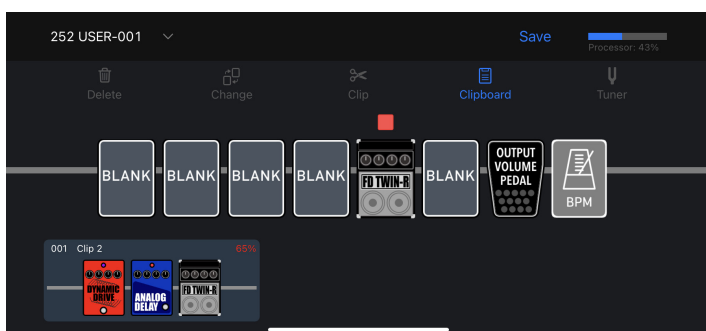 252 USER-001
Save
Processor: 43%
Delete
Change
Clip
Clipboard
Tuner
BLANK
BLANK
BLANK
BLANK
FD TWIN-R
BLANK
OUTPUT
VOLUME
PEDAL
BPM
001 Clip 2
65%
DYNAMIC
DRIVE
ANALOG
DELAY
FD TWIN-R